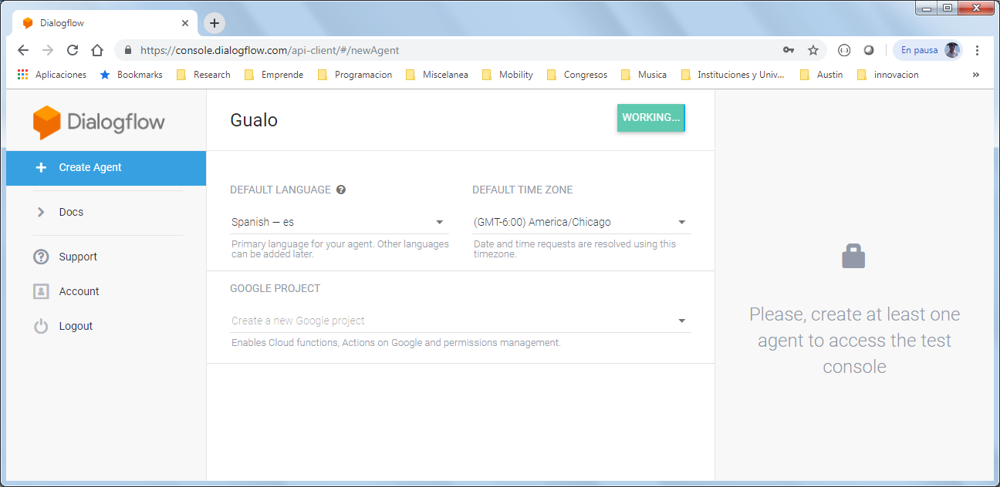 Dialogflow
https://console.dialogflow.com/api-client/#/newAgent
En pausa
Aplicaciones Bookmarks Research Emprende Programacion Miscelanea Mobility Congresos Musica Instituciones y Univ... Austin innovacion »
Dialogflow
Gualo
WORKING...
Create Agent
Docs
Support
Account
Logout
DEFAULT LANGUAGE ?
DEFAULT TIME ZONE
Spanish — es
(GMT-6:00) America/Chicago
Primary language for your agent. Other languages
can be added later.
Date and time requests are resolved using this
timezone.
GOOGLE PROJECT
Create a new Google project
Enables Cloud functions, Actions on Google and permissions management.
Please, create at least one
agent to access the test
console